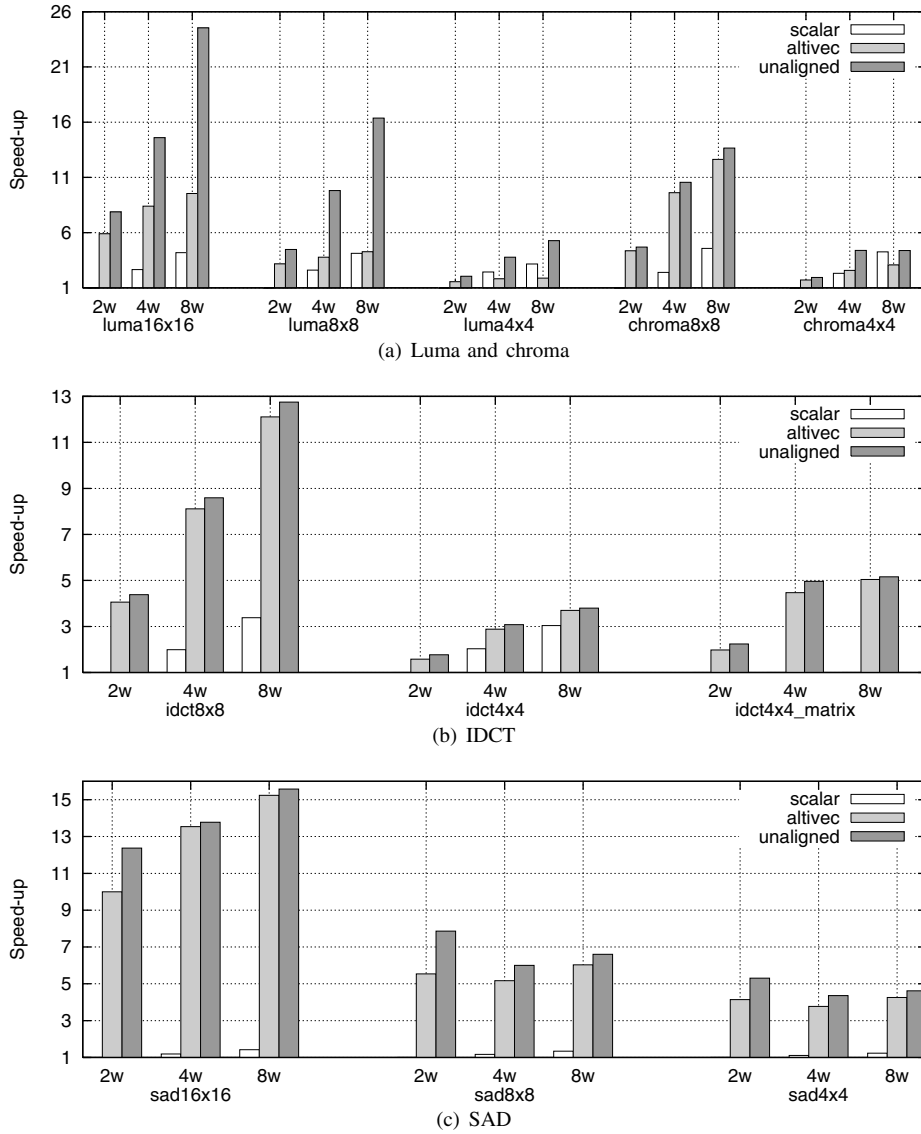 26
21
16
11
6
1
Speed-up
scalar
altivec
unaligned
2w 4w 8w 2w 4w 8w 2w 4w 8w 2w 4w 8w 2w 4w 8w
luma16x16 luma8x8 luma4x4 chroma8x8 chroma4x4
(a) Luma and chroma
13
11
9
7
5
3
1
Speed-up
scalar
altivec
unaligned
2w 4w 8w 2w 4w 8w 2w 4w 8w
idct8x8 idct4x4 idct4x4_matrix
(b) IDCT
15
13
11
9
7
5
3
1
Speed-up
scalar
altivec
unaligned
2w 4w 8w 2w 4w 8w 2w 4w 8w
sad16x16 sad8x8 sad4x4
(c) SAD